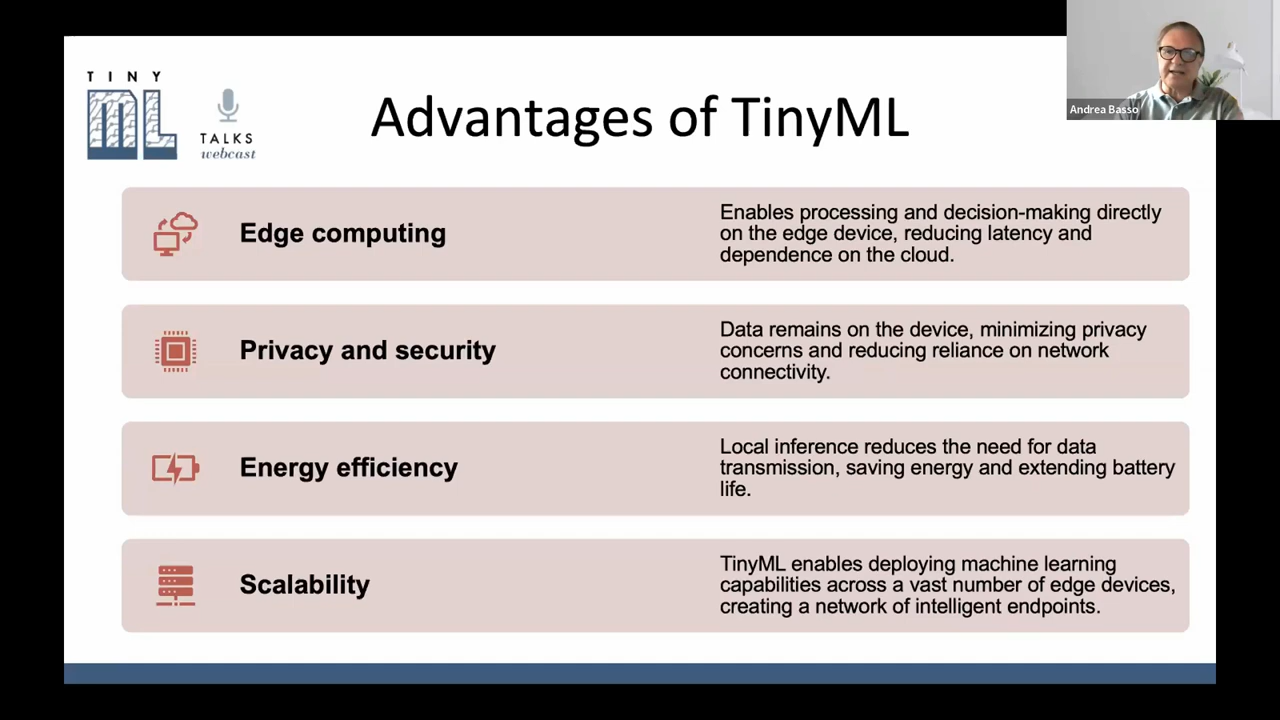 TINY
ML
TALKS
webcast
Advantages of TinyML
Andrea Basso
Edge computing
Enables processing and decision-making directly
on the edge device, reducing latency and
dependence on the cloud.
Privacy and security
Data remains on the device, minimizing privacy
concerns and reducing reliance on network
connectivity.
Energy efficiency
Local inference reduces the need for data
transmission, saving energy and extending battery
life.
Scalability
TinyML enables deploying machine learning
capabilities across a vast number of edge devices,
creating a network of intelligent endpoints.